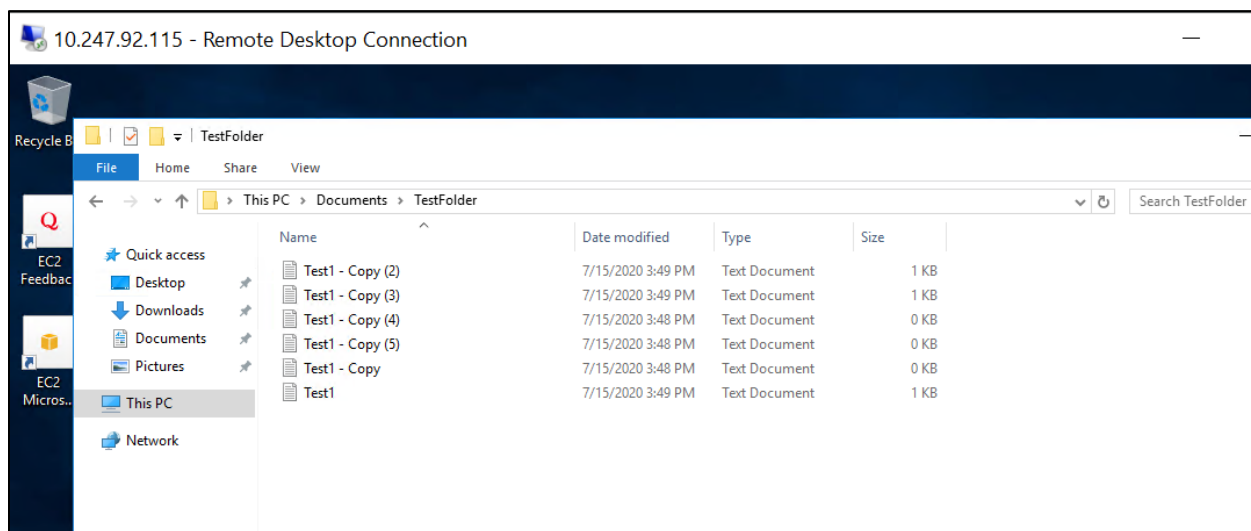 10.247.92.115 - Remote Desktop Connection
Recycle B
TestFolder
File Home Share View
This PC > Documents > TestFolder
Search TestFolder
Name Date modified Type Size
Quick access
Desktop
Downloads
Documents
Pictures
This PC
Network
Test1 - Copy (2) 7/15/2020 3:49 PM Text Document 1 KB
Test1 - Copy (3) 7/15/2020 3:49 PM Text Document 1 KB
Test1 - Copy (4) 7/15/2020 3:48 PM Text Document 0 KB
Test1 - Copy (5) 7/15/2020 3:48 PM Text Document 0 KB
Test1 - Copy 7/15/2020 3:48 PM Text Document 0 KB
Test1 7/15/2020 3:49 PM Text Document 1 KB
Q
EC2
Feedbac
EC2
Micros..